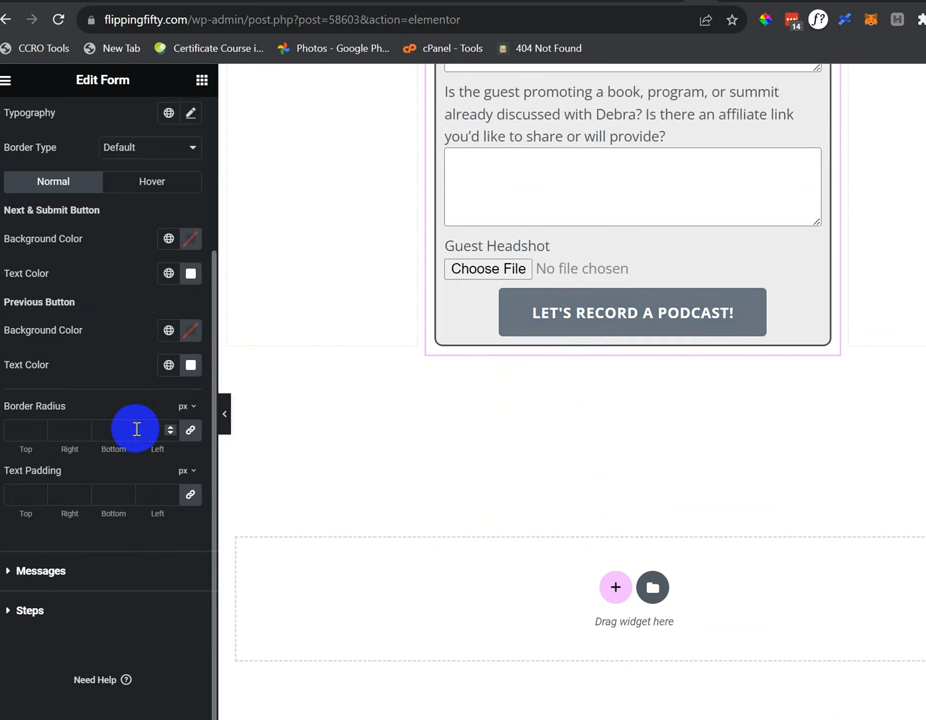 flippingfifty.com/wp-admin/post.php?post=58603&action=elementor
14
f?
H
CCRO Tools
New Tab
Certificate Course i...
Photos - Google Ph...
cPanel - Tools
404 Not Found
Edit Form
Typography
Border Type
Default
Normal
Hover
Next & Submit Button
Background Color
Text Color
Previous Button
Background Color
Text Color
Border Radius
px
Top
Right
Bottom
Left
Text Padding
px
Top
Right
Bottom
Left
Messages
Steps
Need Help
Is the guest promoting a book, program, or summit
already discussed with Debra? Is there an affiliate link
you'd like to share or will provide?
Guest Headshot
Choose File No file chosen
LET'S RECORD A PODCAST!
Drag widget here